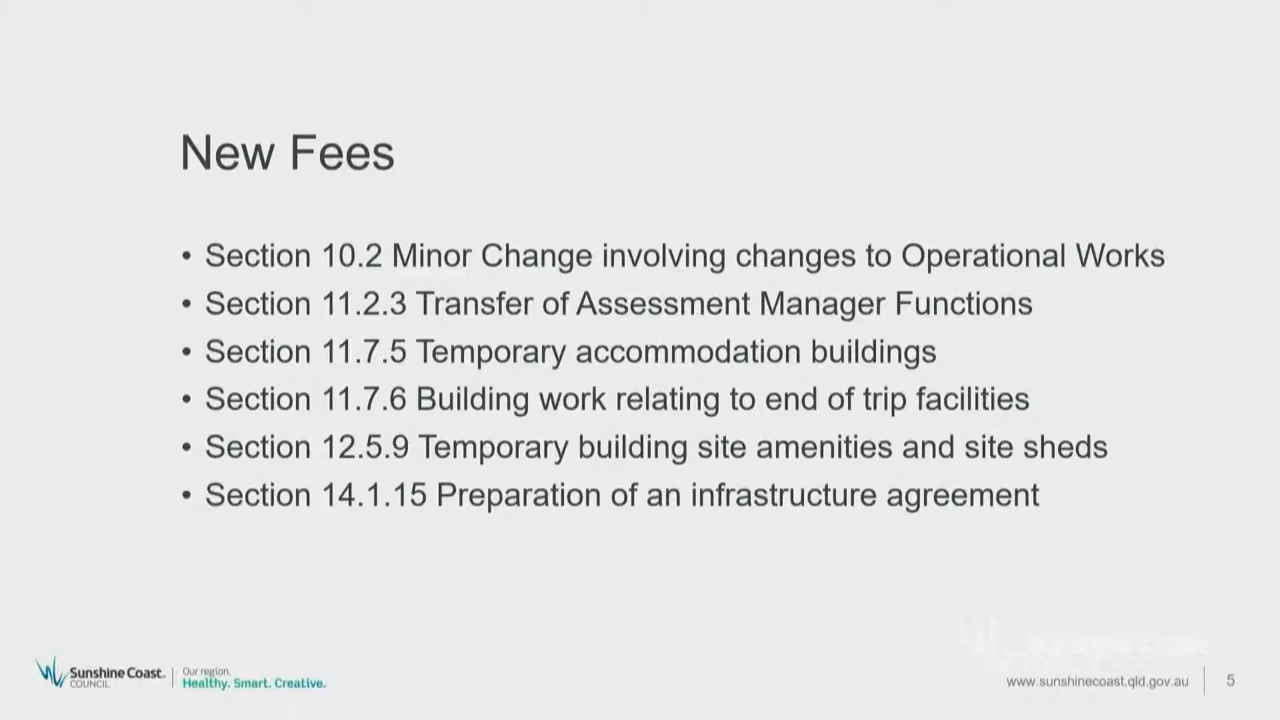 New Fees
• Section 10.2 Minor Change involving changes to Operational Works
• Section 11.2.3 Transfer of Assessment Manager Functions
• Section 11.7.5 Temporary accommodation buildings
• Section 11.7.6 Building work relating to end of trip facilities
• Section 12.5.9 Temporary building site amenities and site sheds
• Section 14.1.15 Preparation of an infrastructure agreement
Sunshine Coast.
COUNCIL
Our region.
Healthy. Smart. Creative.
www.sunshinecoast.qld.gov.au
5